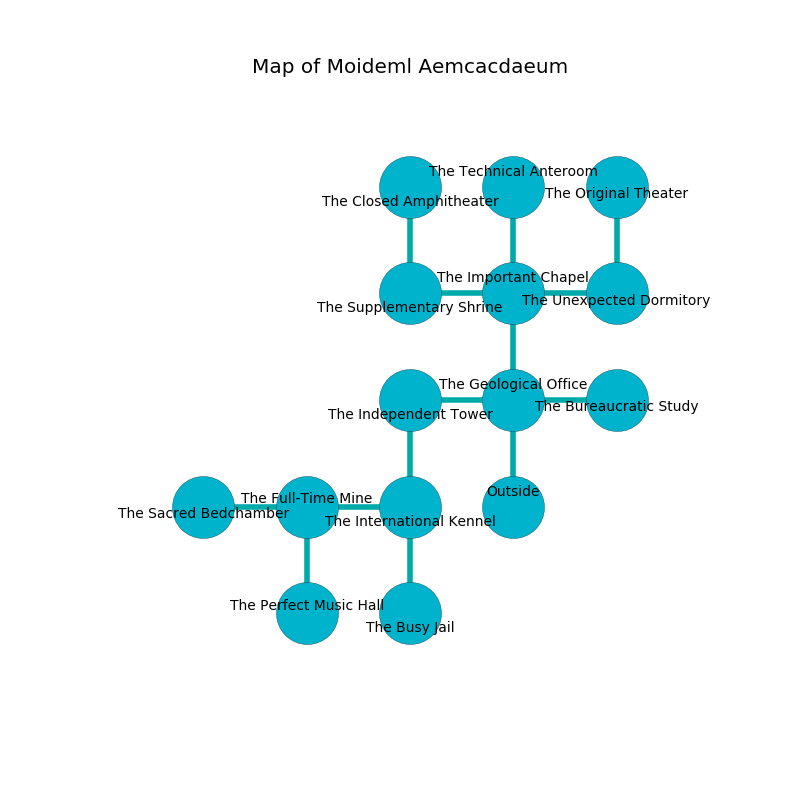 Map of Moideml Aemcacdaeum
The Technical Anteroom
The Original Theater
The Closed Amphitheater
The Important Chapel
The Unexpected Dormitory
The Supplementary Shrine
The Geological Office
The Bureaucratic Study
The Independent Tower
Outside
The Full-Time Mine
The Sacred Bedchamber
The International Kennel
The Perfect Music Hall
The Busy Jail